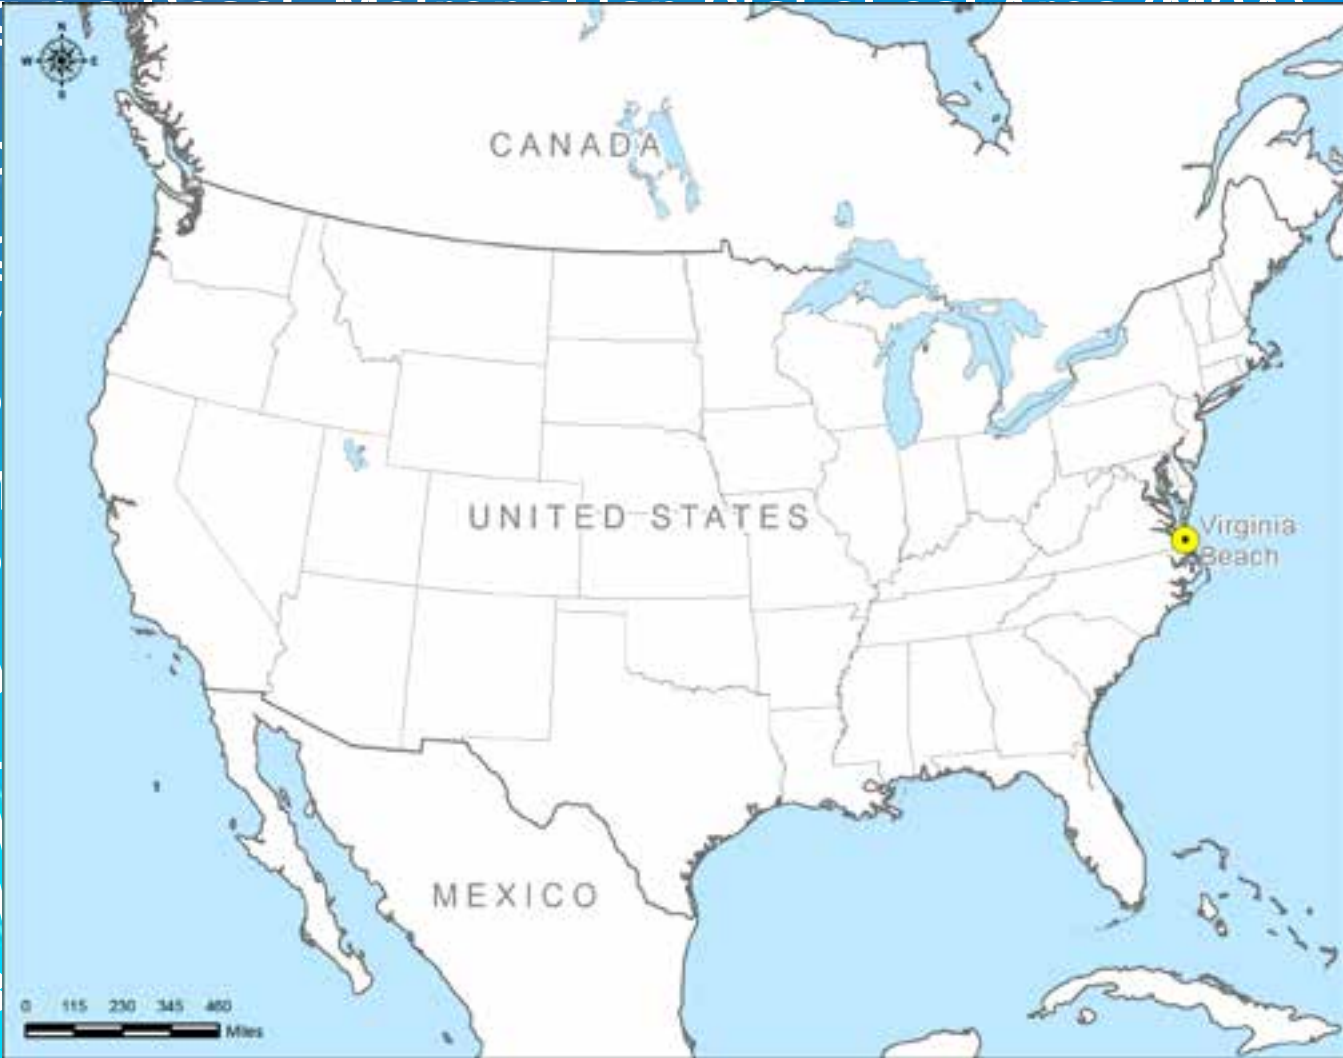 N
W E
S
CANADA
UNITED STATES
Virginia
Beach
MEXICO
0 115 230 345 460
Miles